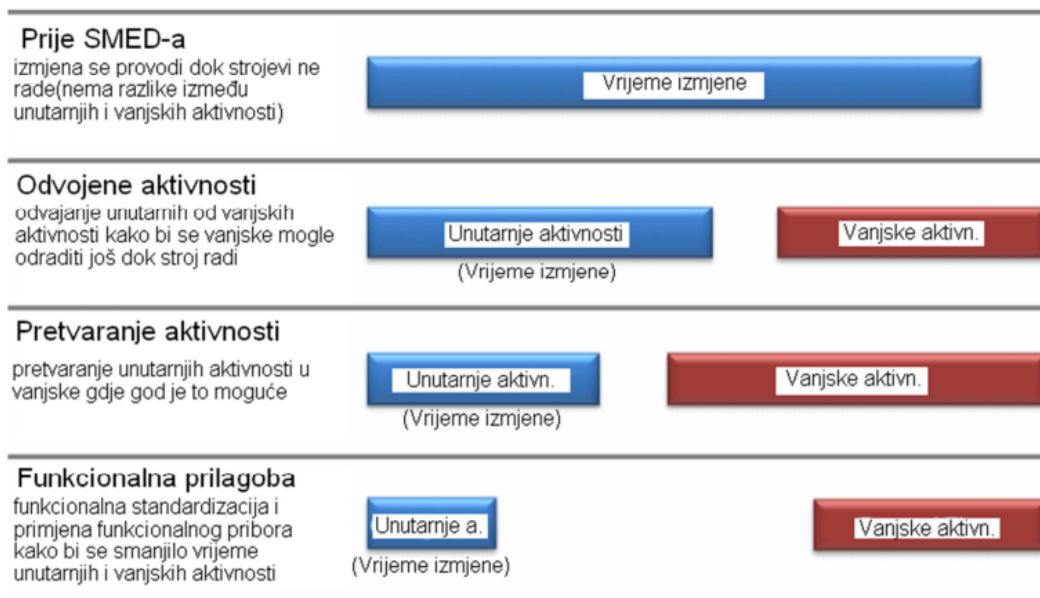 Prije SMED-a
izmjena se provodi dok strojevi ne
rade(nema razlike između
unutarnjih i vanjskih aktivnosti)
Vrijeme izmjene
Odvojene aktivnosti
odvajanje unutarnih od vanjskih
aktivnosti kako bi se vanjske mogle
odraditi još dok stroj radi
Unutarnje aktivnosti
(Vrijeme izmjene)
Vanjske aktivn.
Pretvaranje aktivnosti
pretvaranje unutarnjih aktivnosti u
vanjske gdje god je to moguće
Unutarnje aktivn.
(Vrijeme izmjene)
Vanjske aktivn.
Funkcionalna prilagoba
funkcionalna standardizacija i
primjena funkcionalnog pribora
kako bi se smanjilo vrijeme
unutarnjih i vanjskih aktivnosti
Unutarnje a.
(Vrijeme izmjene)
Vanjske aktivn.